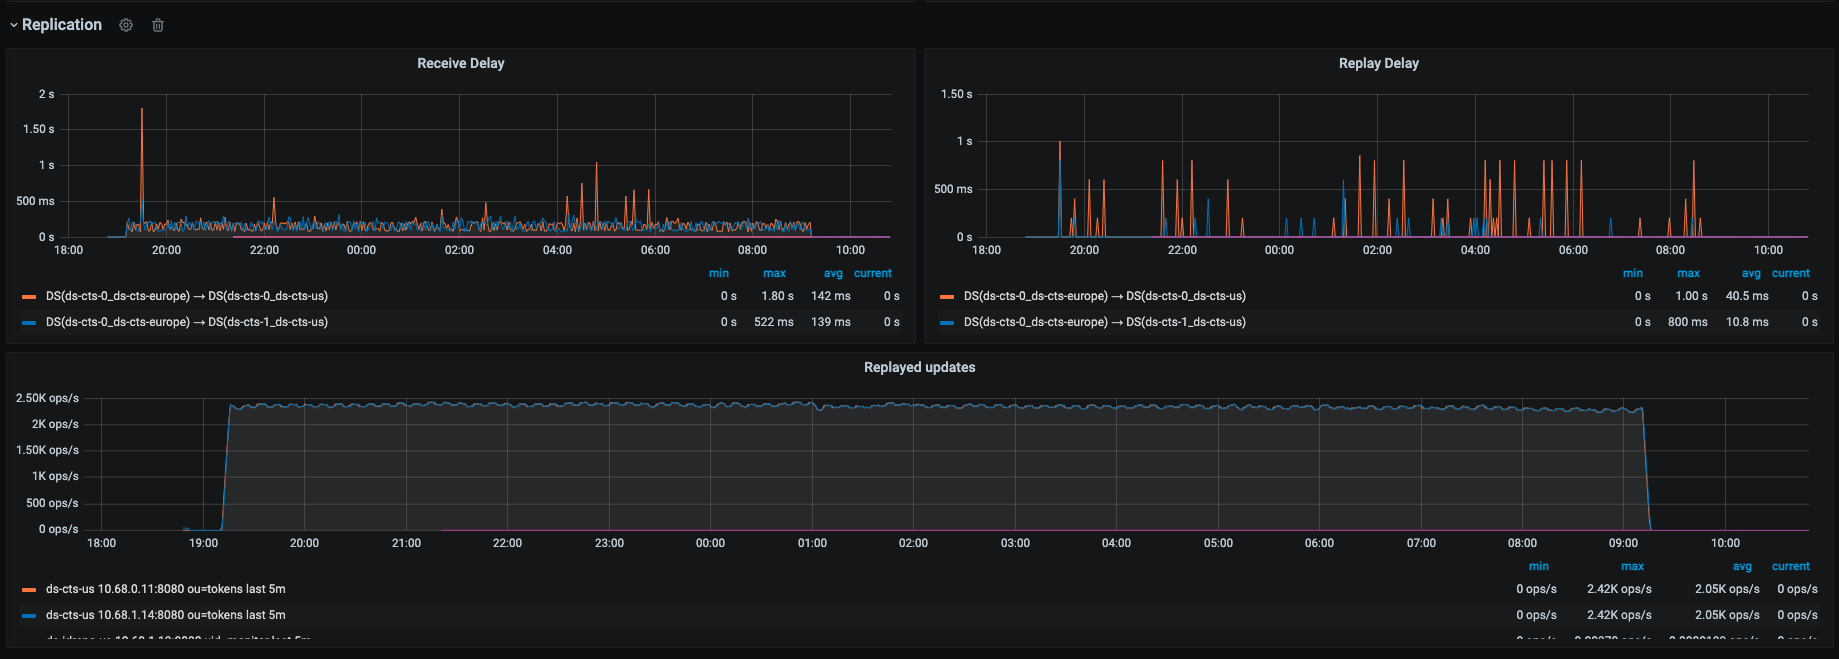 Replication
Receive Delay
2 s
1.50 s
1 s
500 ms
0 s
18:00 20:00 22:00 00:00 02:00 04:00 06:00 08:00 10:00
min max avg current
DS(ds-cts-0_ds-cts-europe) → DS(ds-cts-0_ds-cts-us) 0 s 1.80 s 142 ms 0 s
DS(ds-cts-0_ds-cts-europe) → DS(ds-cts-1_ds-cts-us) 0 s 522 ms 139 ms 0 s
Replay Delay
1.50 s
1 s
500 ms
0 s
18:00 20:00 22:00 00:00 02:00 04:00 06:00 08:00 10:00
min max avg current
DS(ds-cts-0_ds-cts-europe) → DS(ds-cts-0_ds-cts-us) 0 s 1.00 s 40.5 ms 0 s
DS(ds-cts-0_ds-cts-europe) → DS(ds-cts-1_ds-cts-us) 0 s 800 ms 10.8 ms 0 s
Replayed updates
2.50K ops/s
2K ops/s
1.50K ops/s
1K ops/s
500 ops/s
0 ops/s
18:00 19:00 20:00 21:00 22:00 23:00 00:00 01:00 02:00 03:00 04:00 05:00 06:00 07:00 08:00 09:00 10:00
min max avg current
ds-cts-us 10.68.0.11:8080 ou=tokens last 5m 0 ops/s 2.42K ops/s 2.05K ops/s 0 ops/s
ds-cts-us 10.68.1.14:8080 ou=tokens last 5m 0 ops/s 2.42K ops/s 2.05K ops/s 0 ops/s